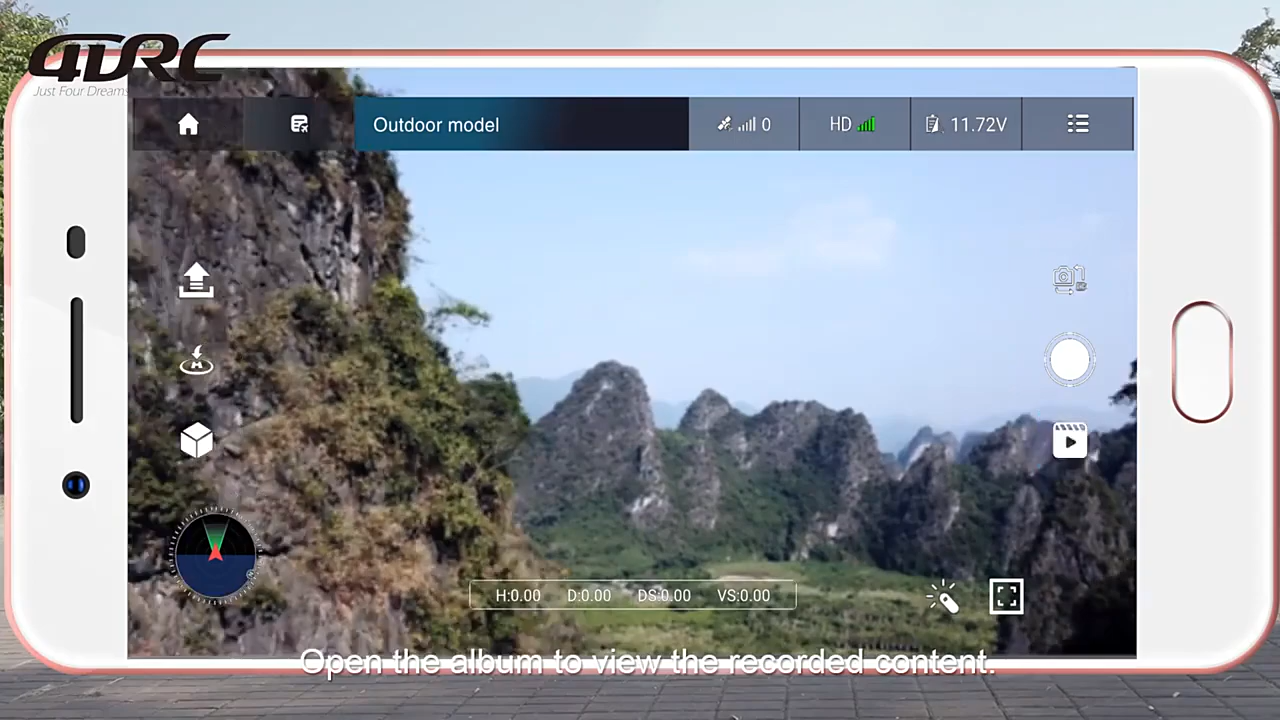 4DRC
Just Four Dreams
Outdoor model
0
HD
11.72V
H:0.00 D:0.00 DS:0.00 VS:0.00
Open the album to view the recorded content.